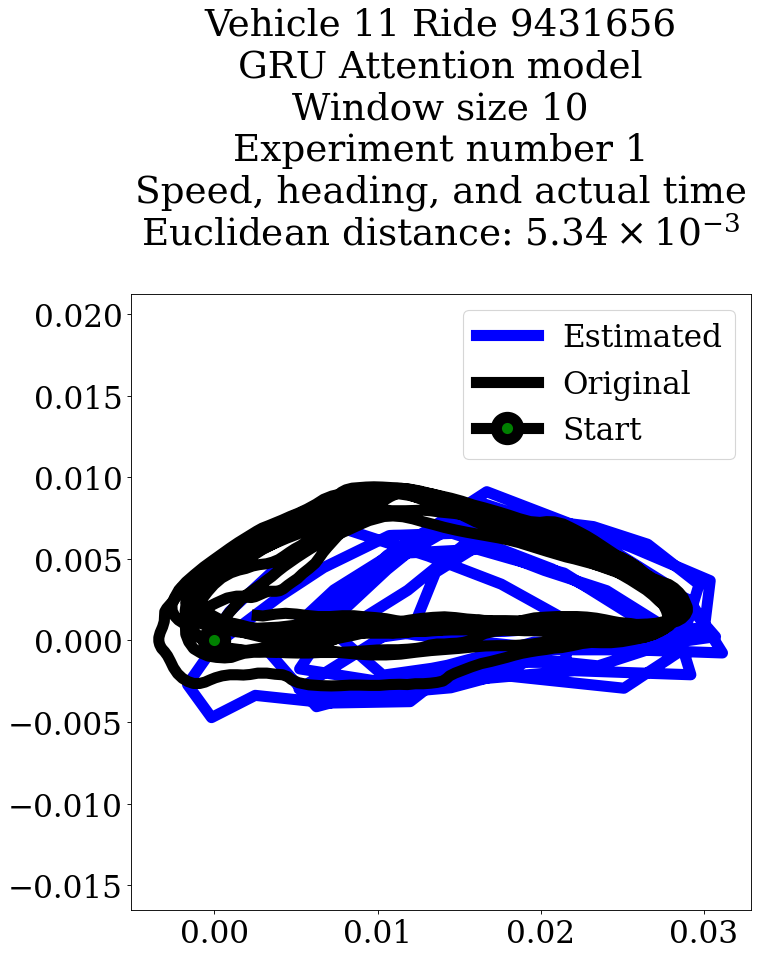 Vehicle 11 Ride 9431656
GRU Attention model
Window size 10
Experiment number 1
Speed, heading, and actual time
Euclidean distance: 5.34 × 10⁻³
Estimated
Original
Start
0.020
0.015
0.010
0.005
0.000
−0.005
−0.010
−0.015
0.00 0.01 0.02 0.03